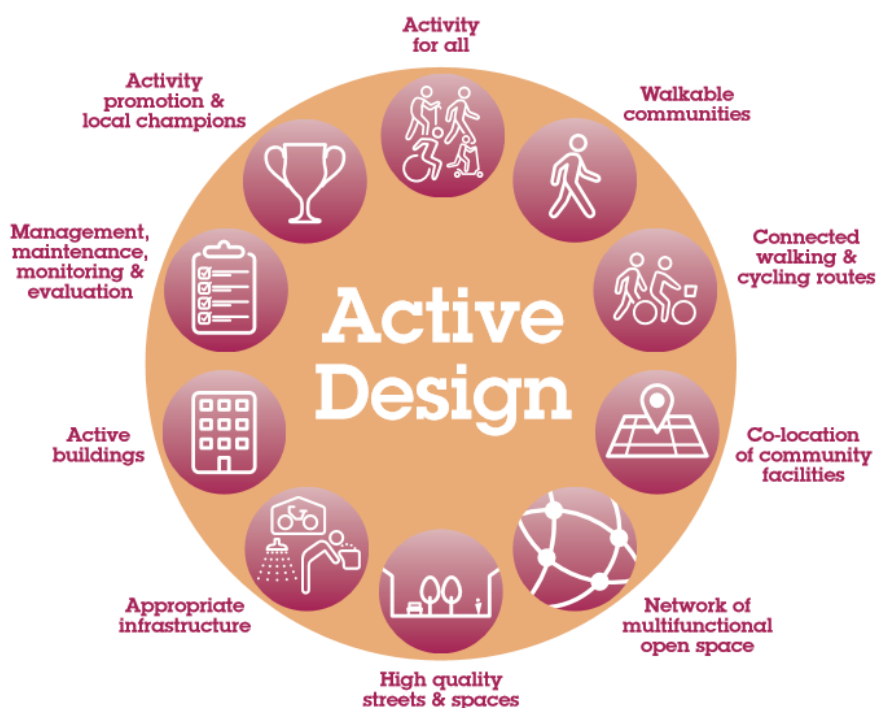 Activity
for all
Walkable
communities
Connected
walking &
cycling routes
Co-location
of community
facilities
Network of
multifunctional
open space
High quality
streets & spaces
Appropriate
infrastructure
Active
buildings
Management,
maintenance,
monitoring &
evaluation
Activity
promotion &
local champions
Active
Design